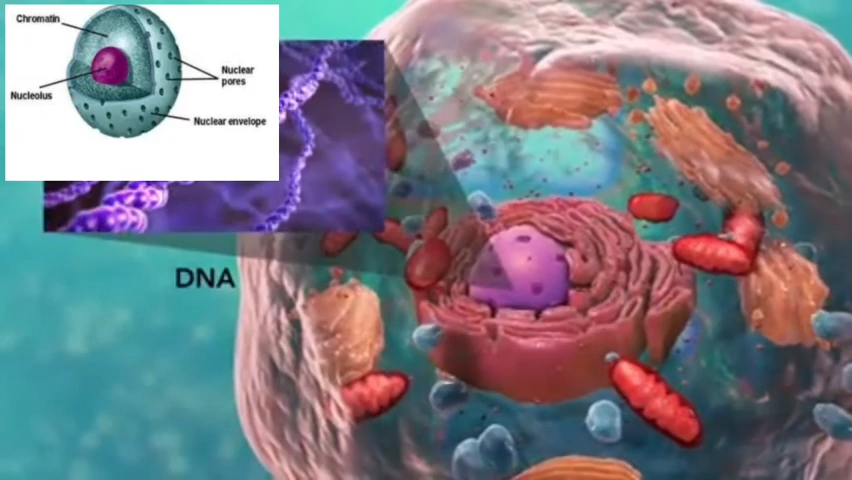 Chromatin
Nucleolus
Nuclear
pores
Nuclear envelope
DNA